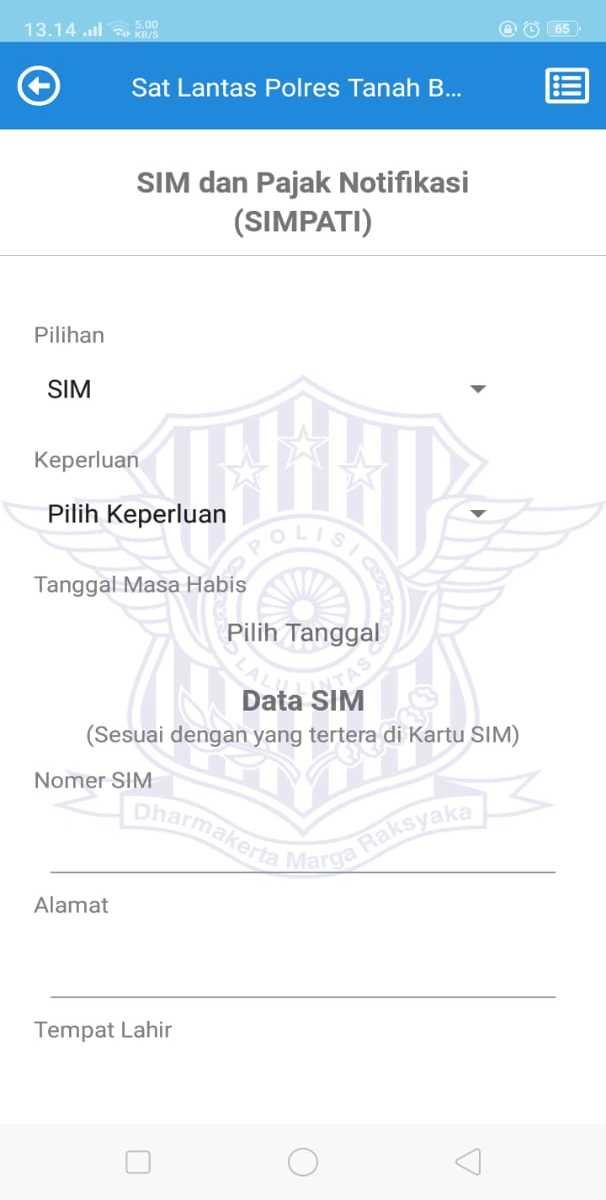 13.14
5.00
KB/S
65
Sat Lantas Polres Tanah B...
SIM dan Pajak Notifikasi
(SIMPATI)
Pilihan
SIM
Keperluan
Pilih Keperluan
POLISI
Tanggal Masa Habis
Pilih Tanggal
LALU LINTAS
Data SIM
(Sesuai dengan yang tertera di Kartu SIM)
Nomer SIM
Dharmakerta Marga Raksyaka
Alamat
Tempat Lahir